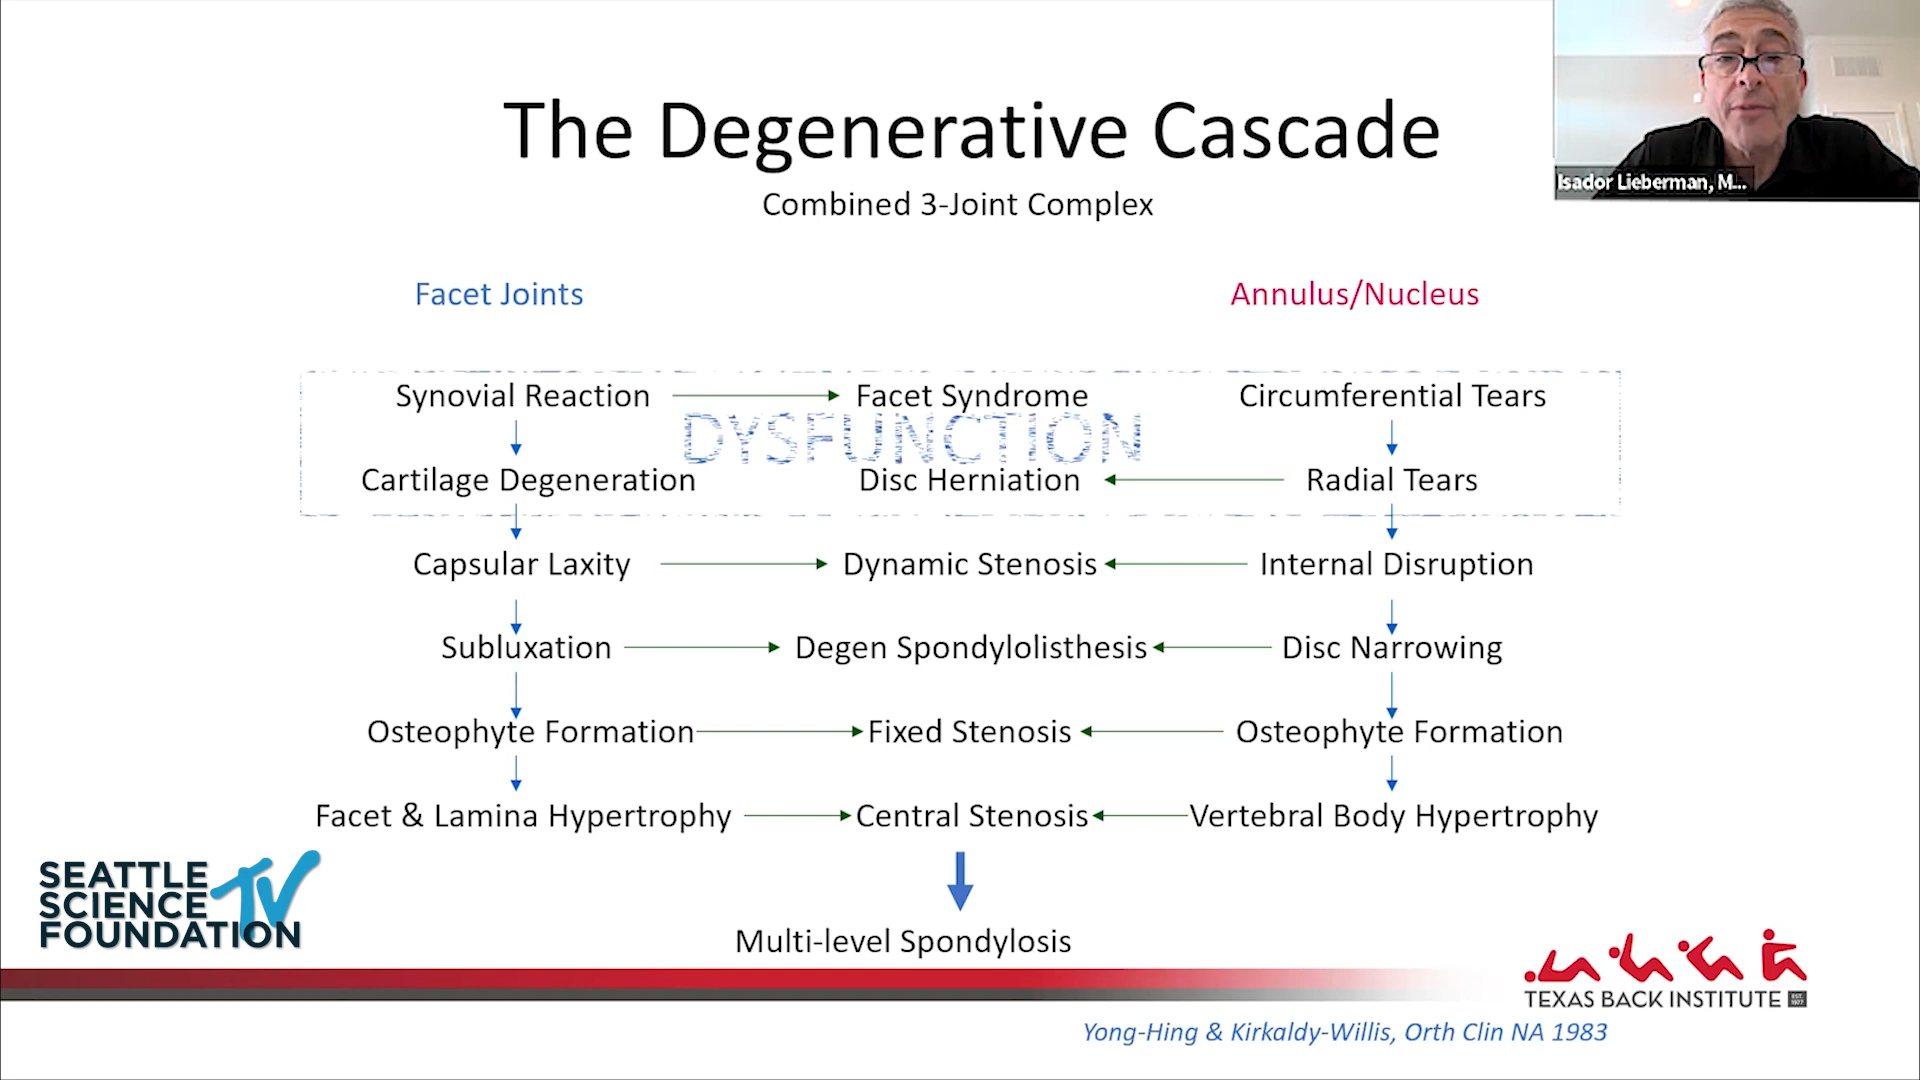 Isador Lieberman, M...
The Degenerative Cascade
Combined 3-Joint Complex
Facet Joints
Annulus/Nucleus
Synovial Reaction Facet Syndrome Circumferential Tears
DYSFUNCTION
Cartilage Degeneration Disc Herniation Radial Tears
Capsular Laxity Dynamic Stenosis Internal Disruption
Subluxation Degen Spondylolisthesis Disc Narrowing
Osteophyte Formation Fixed Stenosis Osteophyte Formation
Facet & Lamina Hypertrophy Central Stenosis Vertebral Body Hypertrophy
Multi-level Spondylosis
SEATTLE
SCIENCE
FOUNDATION
TV
TEXAS BACK INSTITUTE EST. 1977
Yong-Hing & Kirkaldy-Willis, Orth Clin NA 1983